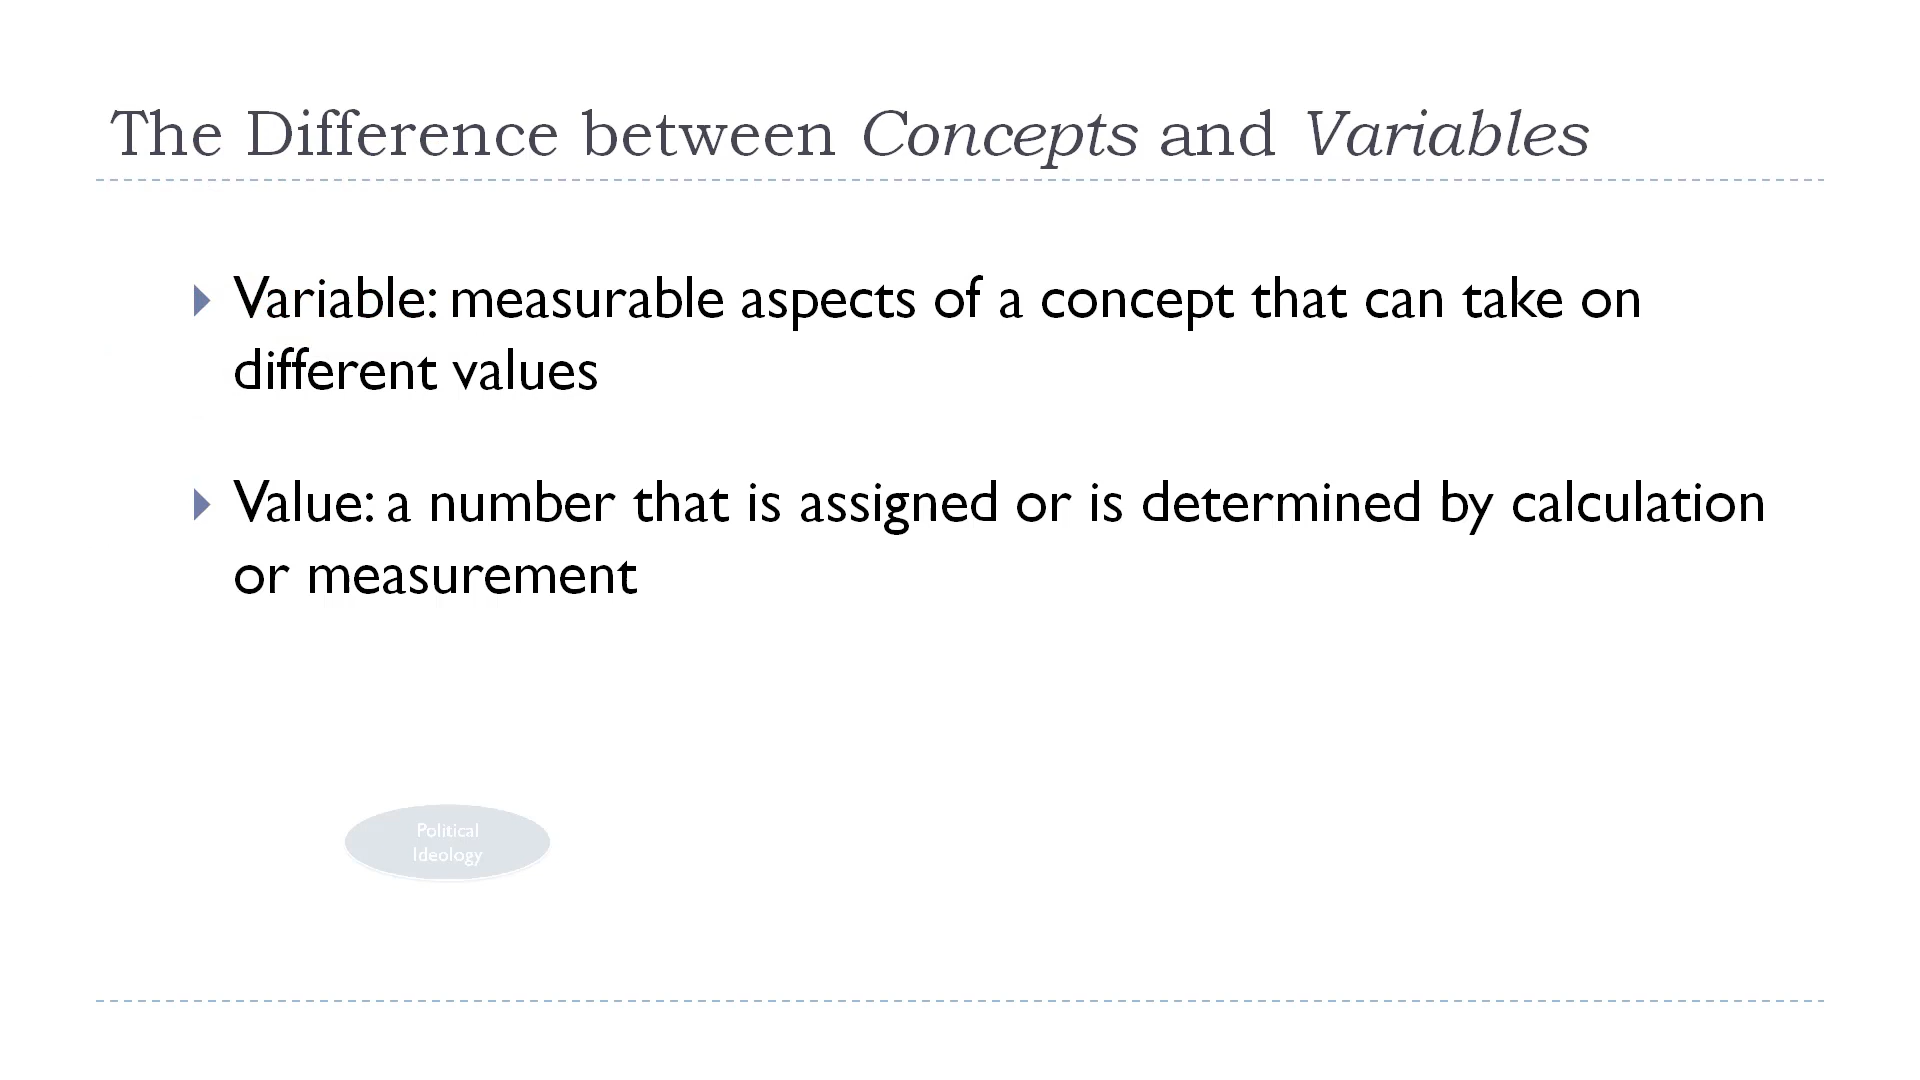 The Difference between Concepts and Variables
Variable: measurable aspects of a concept that can take on
different values
Value: a number that is assigned or is determined by calculation
or measurement
Political
Ideology